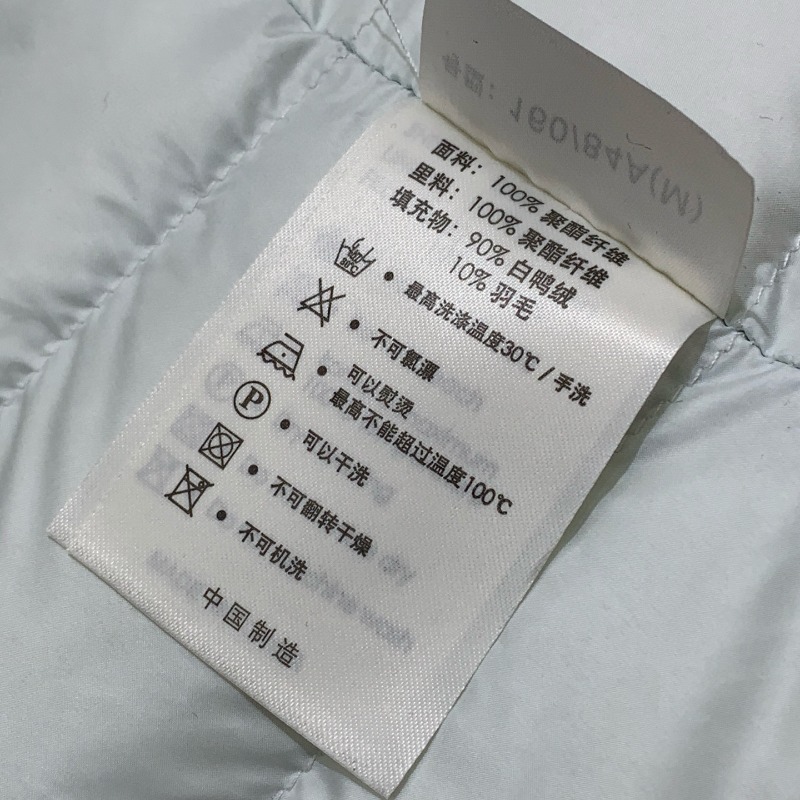 号型：160/84A(M)
面料：100% 聚酯纤维
里料：100% 聚酯纤维
填充物：90% 白鸭绒
10% 羽毛
最高洗涤温度30℃ / 手洗
不可氯漂
可以熨烫
最高不能超过温度100℃
P
可以干洗
不可翻转干燥
不可机洗
中国制造